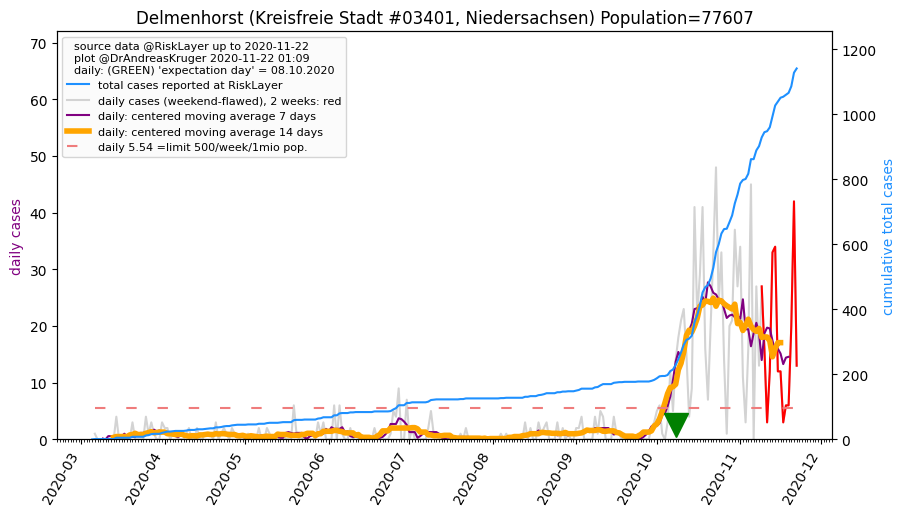 Delmenhorst (Kreisfreie Stadt #03401, Niedersachsen) Population=77607
source data @RiskLayer up to 2020-11-22
plot @DrAndreasKruger 2020-11-22 01:09
daily: (GREEN) 'expectation day' = 08.10.2020
total cases reported at RiskLayer
daily cases (weekend-flawed), 2 weeks: red
daily: centered moving average 7 days
daily: centered moving average 14 days
daily 5.54 =limit 500/week/1mio pop.
daily cases
70
60
50
40
30
20
10
0
cumulative total cases
1200
1000
800
600
400
200
0
2020-03
2020-04
2020-05
2020-06
2020-07
2020-08
2020-09
2020-10
2020-11
2020-12